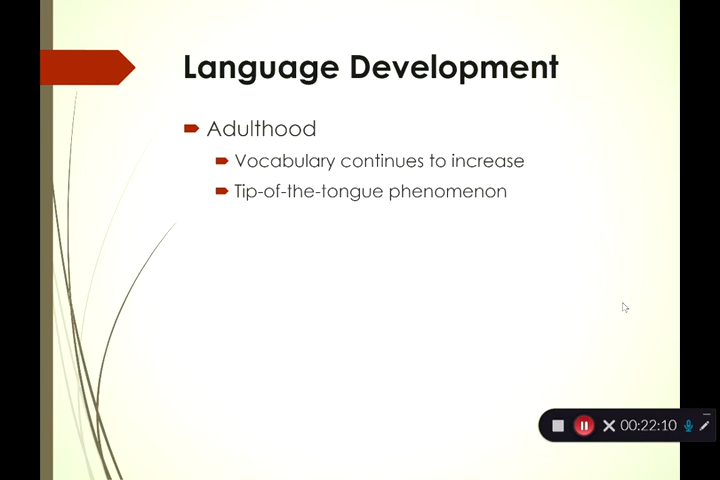 Language Development
Adulthood
Vocabulary continues to increase
Tip-of-the-tongue phenomenon
00:22:10